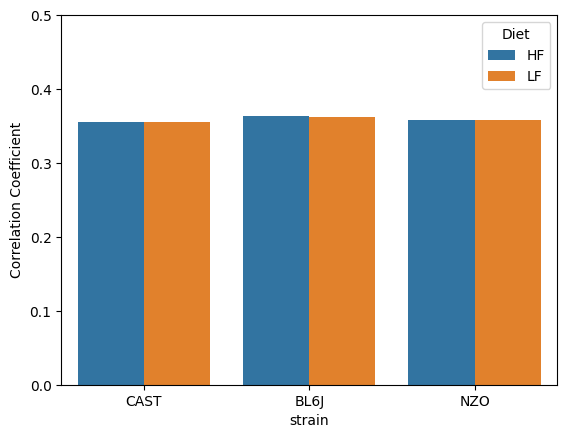 0.5
0.4
0.3
0.2
0.1
0.0
Correlation Coefficient
Diet
HF
LF
CAST
BL6J
NZO
strain